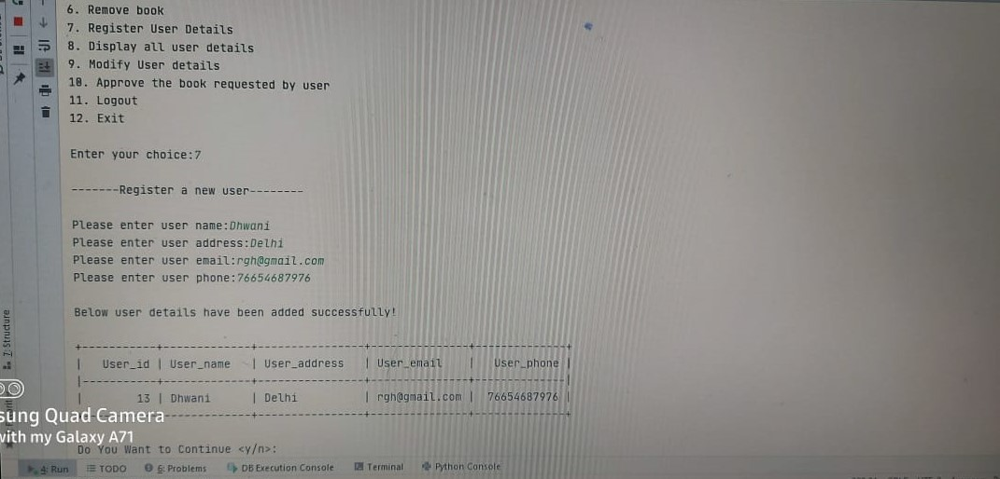 6. Remove book
7. Register User Details
8. Display all user details
9. Modify User details
10. Approve the book requested by user
11. Logout
12. Exit
Enter your choice:7
-------Register a new user--------
Please enter user name:Dhwani
Please enter user address:Delhi
Please enter user email:rgh@gmail.com
Please enter user phone:76654687976
Below user details have been added successfully!
| User_id | User_name | User_address | User_email | User_phone |
| 13 | Dhwani | Delhi | rgh@gmail.com | 76654687976 |
Do You Want to Continue <y/n>:
7: Structure
sung Quad Camera
with my Galaxy A71
4: Run TODO 6: Problems DB Execution Console Terminal Python Console